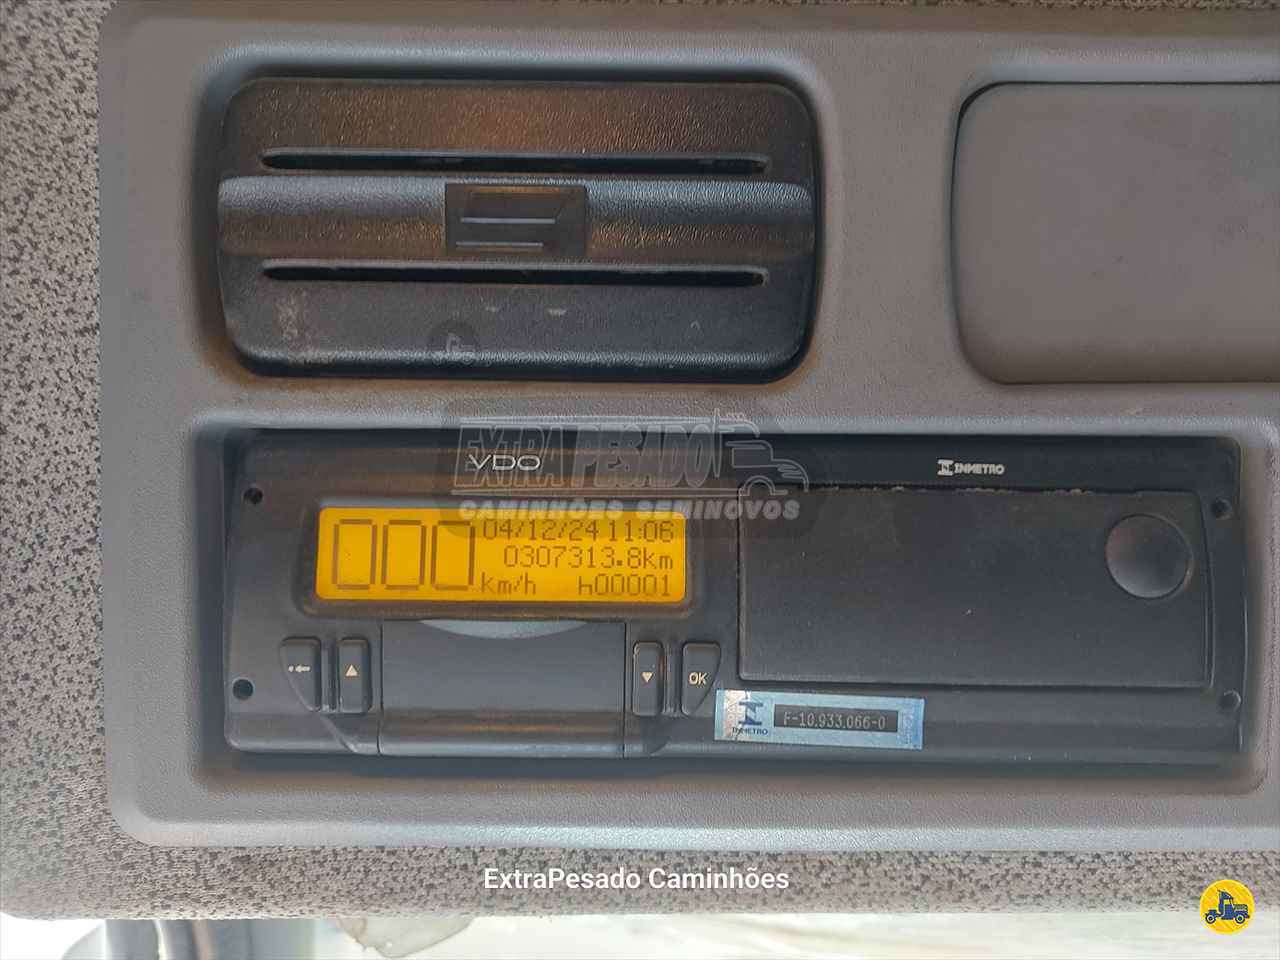 EXTRA PESADO
CAMINHÕES SEMINOVOS
VDO
INMETRO
000
04/12/24 11:06
0307313.8km
km/h h00001
OK
INMETRO
F-10.933.066-0
ExtraPesado Caminhões